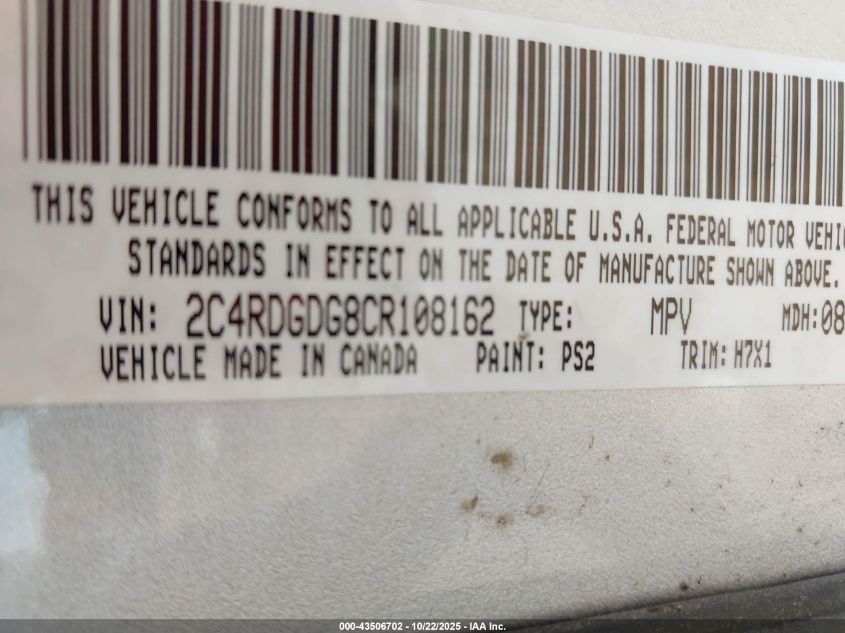 THIS VEHICLE CONFORMS TO ALL APPLICABLE U.S.A. FEDERAL MOTOR VEHIC
STANDARDS IN EFFECT ON THE DATE OF MANUFACTURE SHOWN ABOVE.
VIN: 2C4RDGDG8CR108162 TYPE: MPV MDH:08
VEHICLE MADE IN CANADA PAINT: PS2 TRIM: H7X1
000-43506702 - 10/22/2025 - IAA Inc.